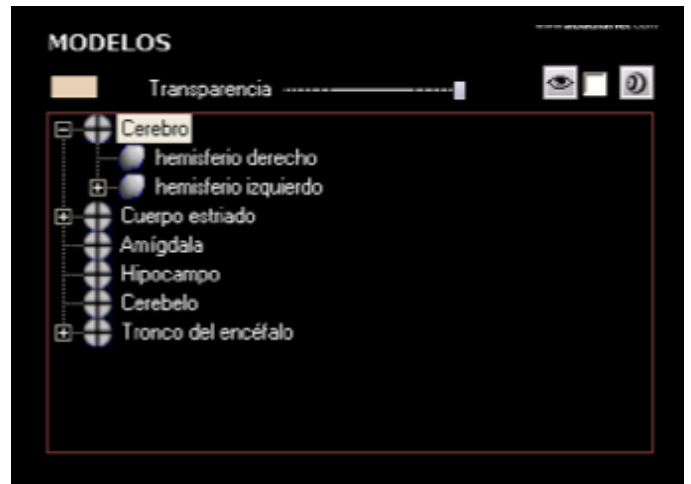 MODELOS
Transparencia
Cerebro
hemisferio derecho
hemisferio izquierdo
Cuerpo estriado
Amígdala
Hipocampo
Cerebelo
Tronco del encéfalo